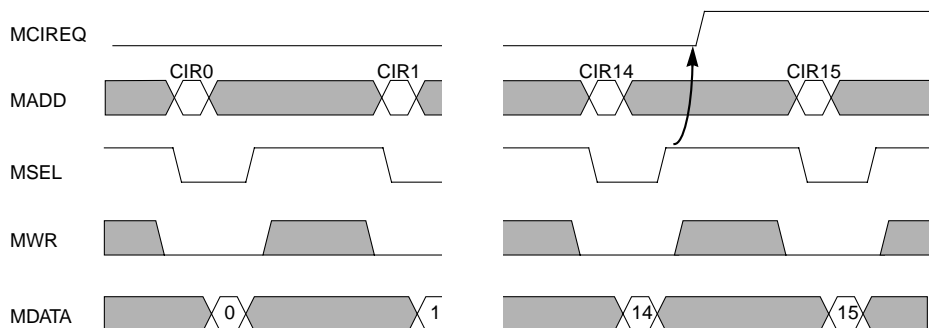 MCIREQ
CIR0 CIR1 CIR14 CIR15
MADD
MSEL
MWR
MDATA 0 1 14 15